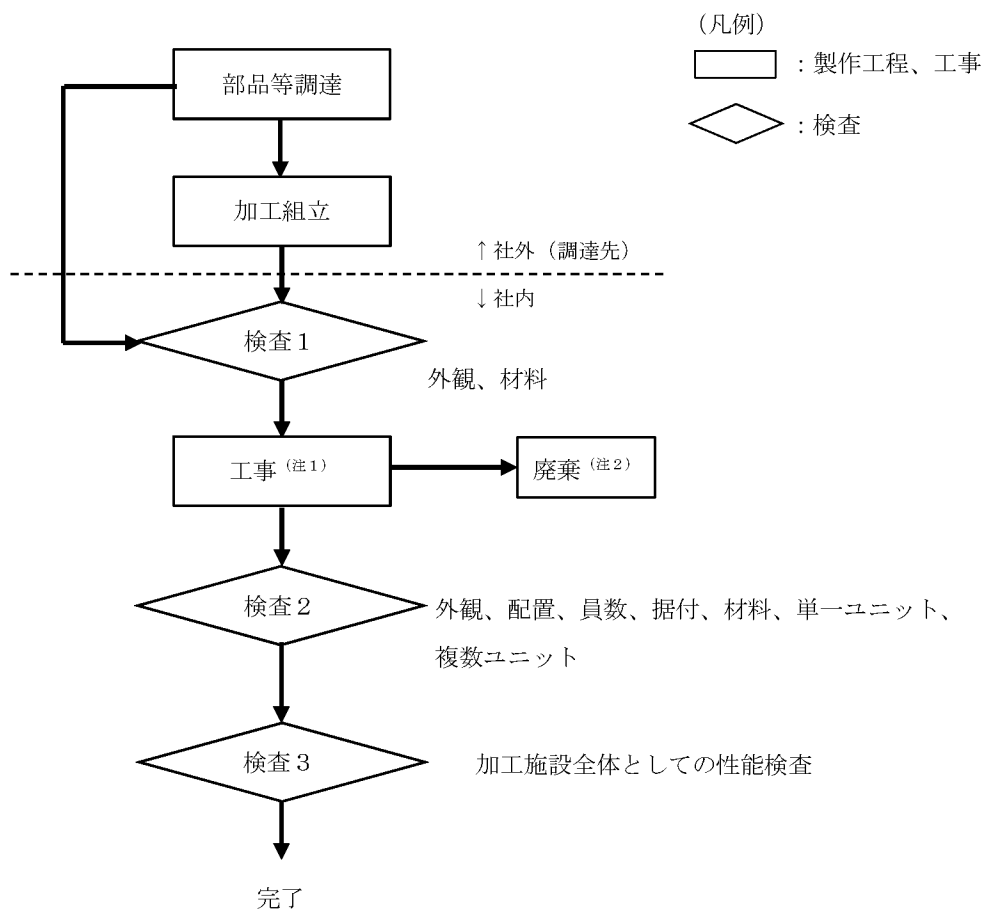 (凡例)
:製作工程、工事
:検査
部品等調達
加工組立
↑社外(調達先)
↓社内
検査1
外観、材料
工事(注1)
廃棄(注2)
検査2
外観、配置、員数、据付、材料、単一ユニット、
複数ユニット
検査3
加工施設全体としての性能検査
完了